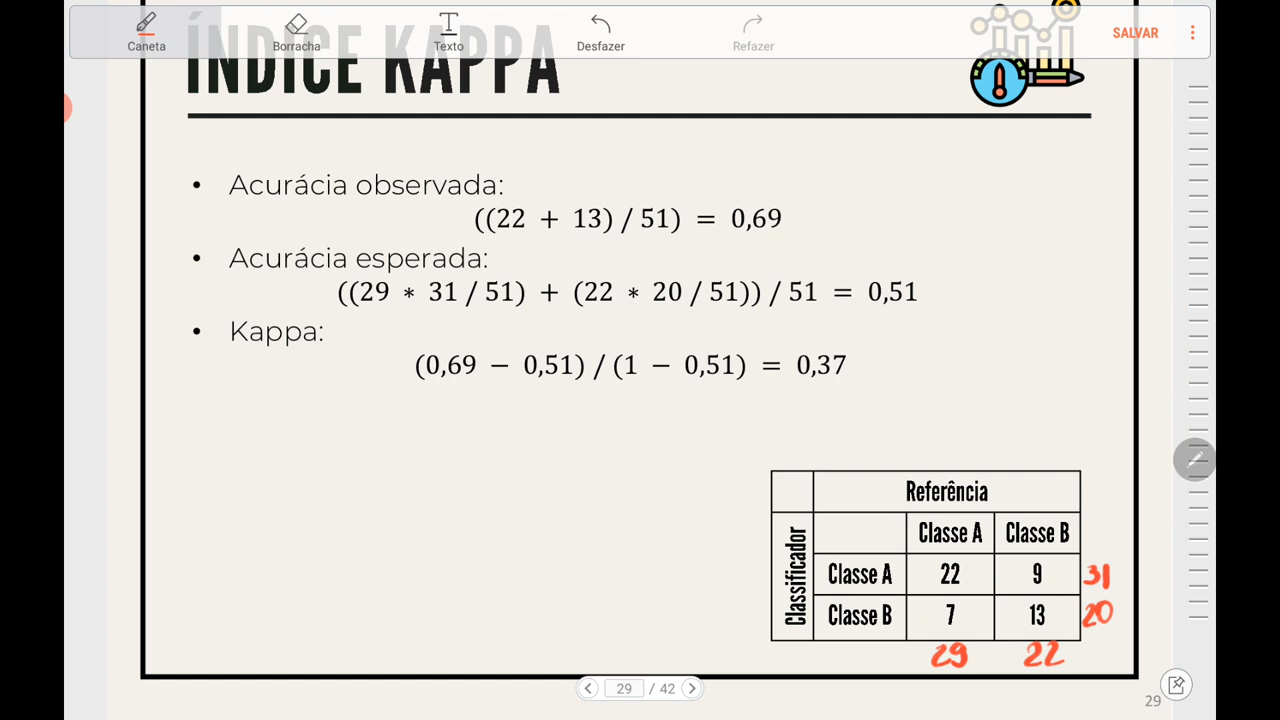 Caneta Borracha Texto Desfazer Refazer SALVAR
ÍNDICE KAPPA
• Acurácia observada:
((22 + 13) / 51) = 0,69
• Acurácia esperada:
((29 * 31 / 51) + (22 * 20 / 51)) / 51 = 0,51
• Kappa:
(0,69 − 0,51) / (1 − 0,51) = 0,37
Referência
Classificador
Classe A Classe B
Classe A 22 9 31
Classe B 7 13 20
29 22
29 / 42
29